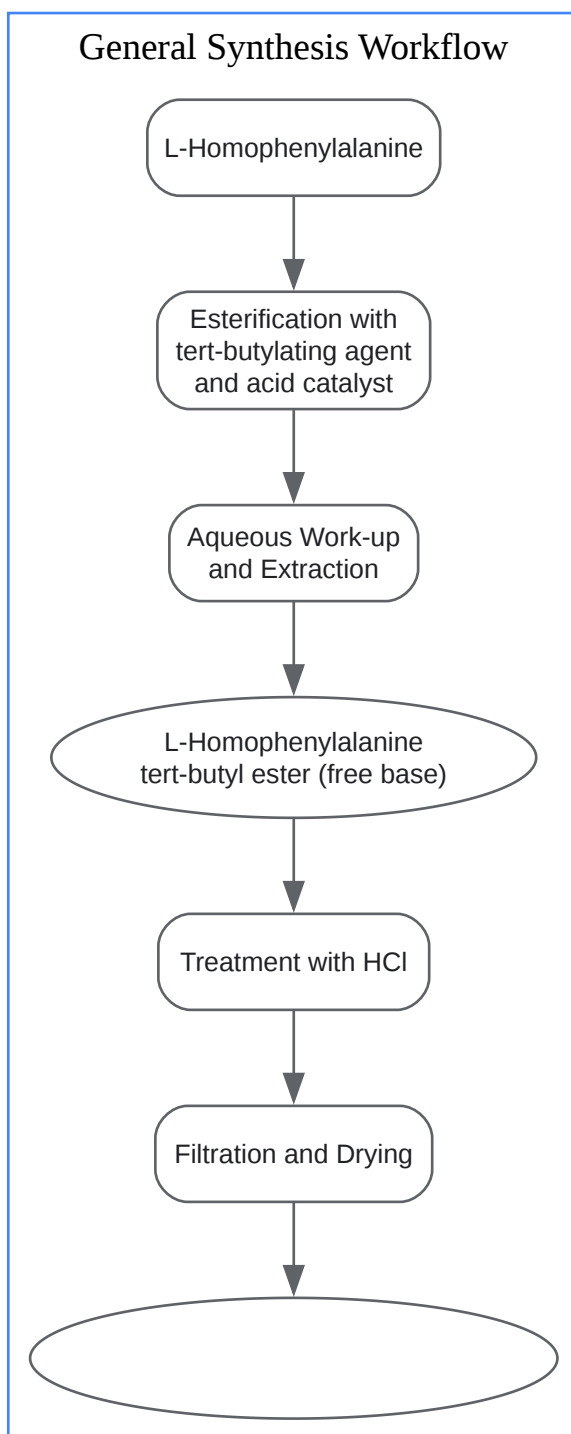 General Synthesis Workflow
L-Homophenylalanine
Esterification with
tert-butylating agent
and acid catalyst
Aqueous Work-up
and Extraction
L-Homophenylalanine
tert-butyl ester (free base)
Treatment with HCl
Filtration and Drying